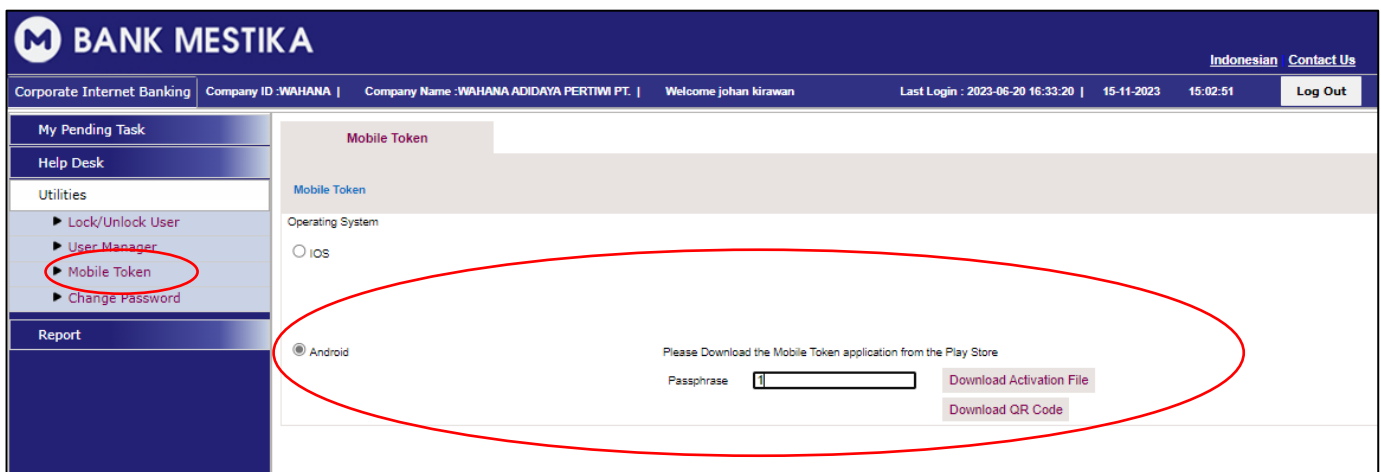 BANK MESTIKA
Indonesian Contact Us
Corporate Internet Banking Company ID :WAHANA | Company Name :WAHANA ADIDAYA PERTIWI PT. | Welcome johan kirawan Last Login : 2023-06-20 16:33:20 | 15-11-2023 15:02:51 Log Out
My Pending Task
Help Desk
Utilities
Lock/Unlock User
User Manager
Mobile Token
Change Password
Report
Mobile Token
Mobile Token
Operating System
IOS
Android Please Download the Mobile Token application from the Play Store
Passphrase 1 Download Activation File
Download QR Code